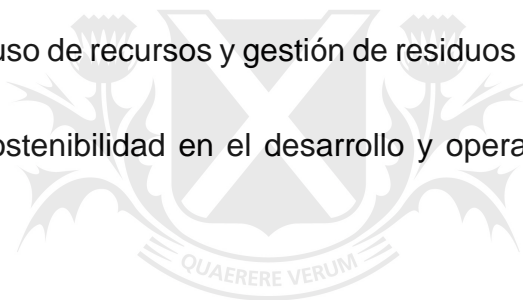 uso de recursos y gestión de residuos
ostenibilidad en el desarrollo y opera
QUAERERE VERUM